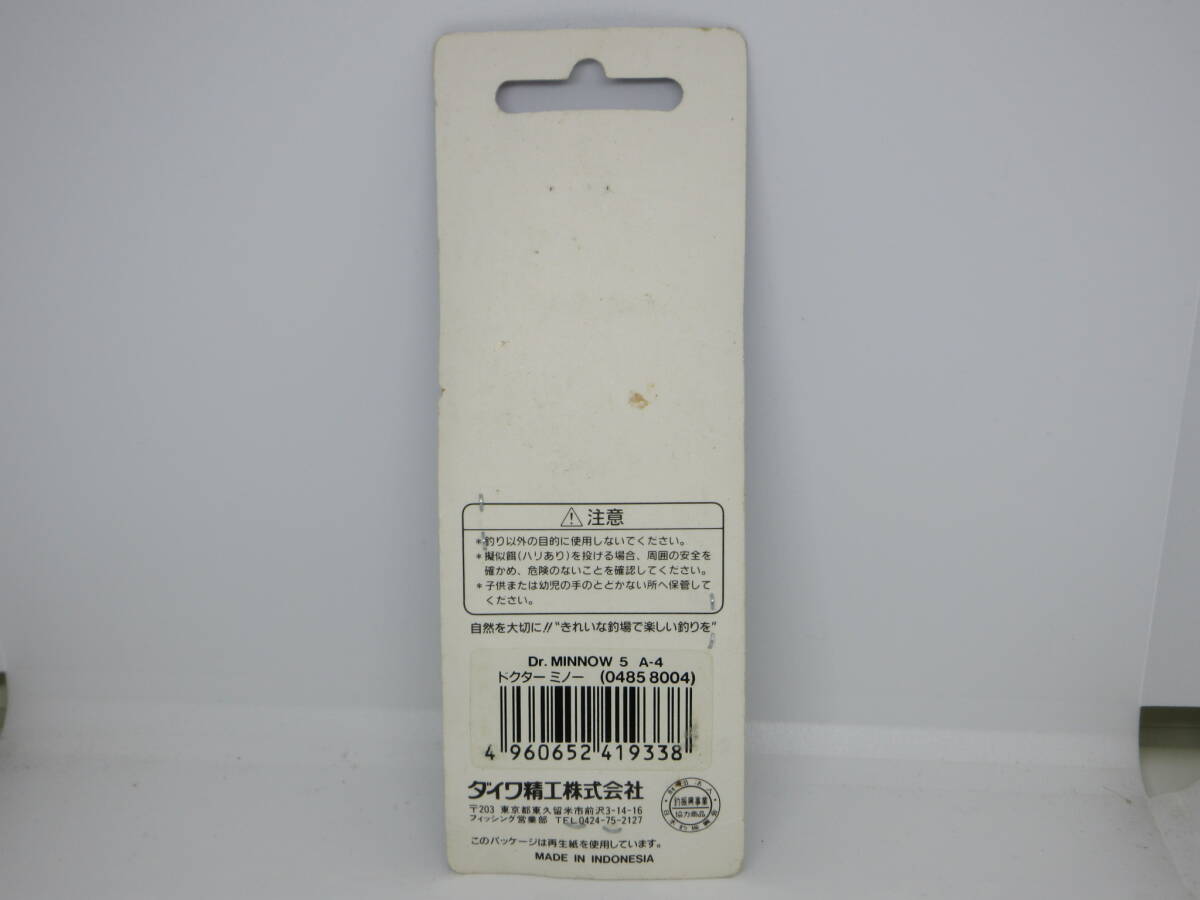 ⚠ 注意
*釣り以外の目的に使用しないでください。
*擬似餌(ハリあり)を投げる場合、周囲の安全を
確かめ、危険のないことを確認してください。
*子供または幼児の手のとどかない所へ保管して
ください。
自然を大切に!! "きれいな釣場で楽しい釣りを"
Dr. MINNOW 5 A-4
ドクター ミノー (0485 8004)
4 960652 419338
ダイワ精工株式会社
〒203 東京都東久留米市前沢3-14-16
フィッシング営業部 TEL 0424-75-2127
釣振興事業
協力商品
このパッケージは再生紙を使用しています。
MADE IN INDONESIA